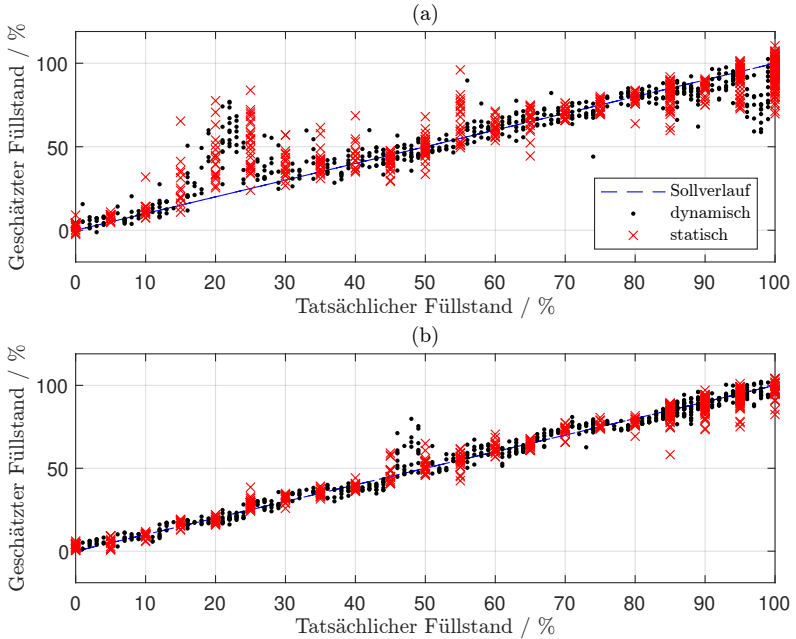 (a)
Geschätzter Füllstand / %
100
50
0
Sollverlauf
dynamisch
statisch
0 10 20 30 40 50 60 70 80 90 100
Tatsächlicher Füllstand / %
(b)
Geschätzter Füllstand / %
100
50
0
0 10 20 30 40 50 60 70 80 90 100
Tatsächlicher Füllstand / %